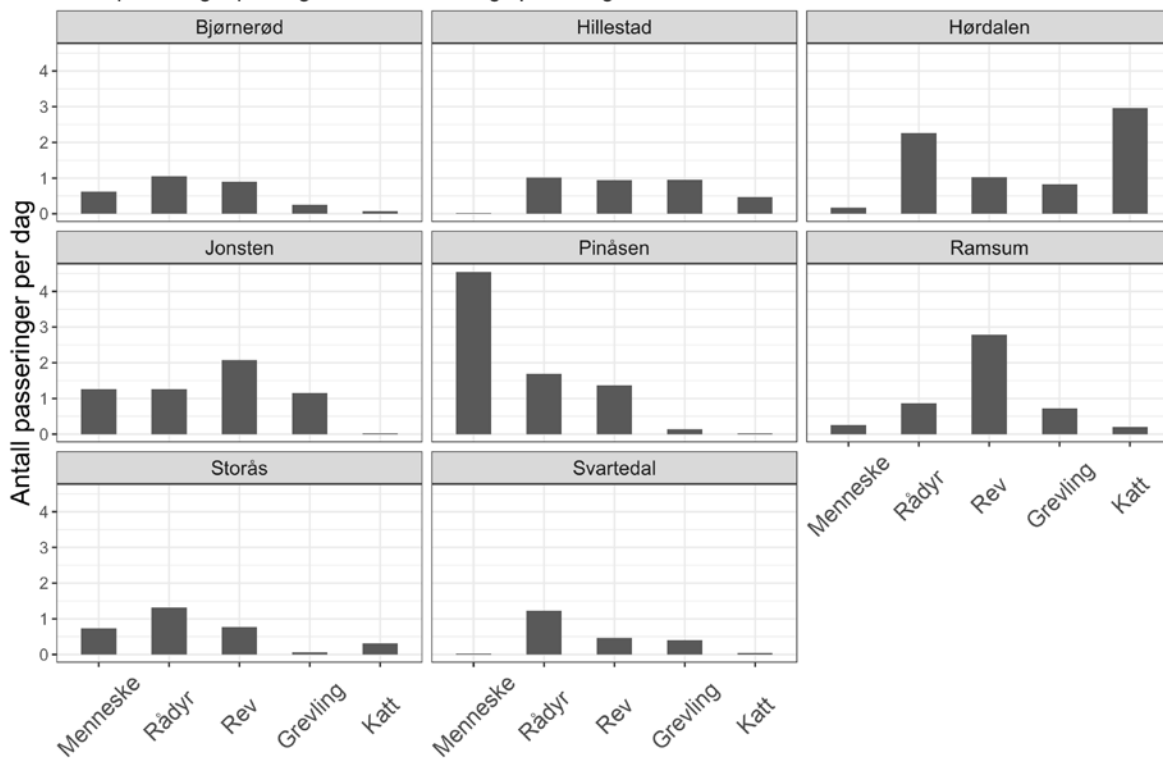 Bjørnerød Hillestad Hørdalen
4
3
2
1
0
Jonsten Pinåsen Ramsum
4
3
2
1
0
Storås Svartedal
Menneske Rådyr Rev Grevling Katt
4
3
2
1
0
Menneske Rådyr Rev Grevling Katt Menneske Rådyr Rev Grevling Katt
Antall passeringer per dag